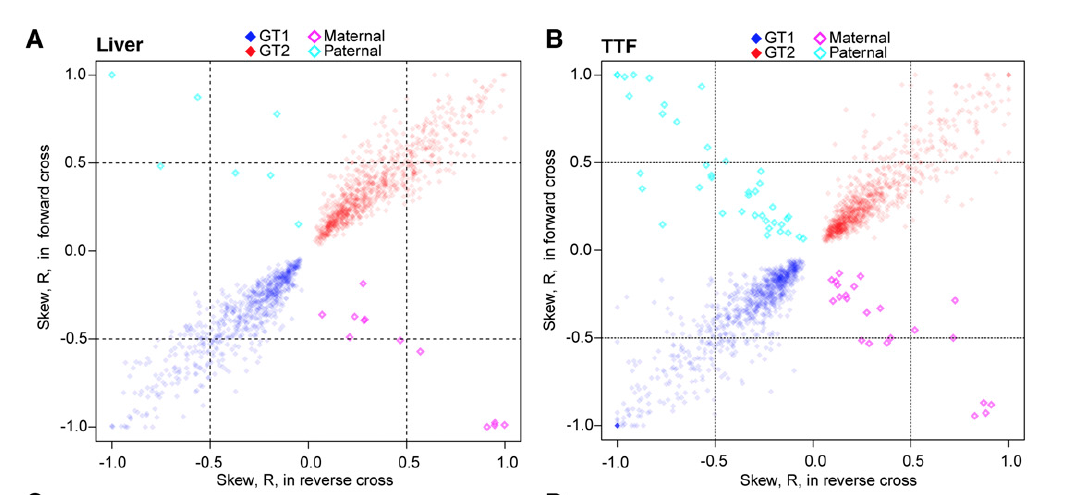 A
Liver
GT1
Maternal
GT2
Paternal
1.0
0.5
0.0
-0.5
-1.0
Skew, R, in forward cross
-1.0 -0.5 0.0 0.5 1.0
Skew, R, in reverse cross
B
TTF
GT1
Maternal
GT2
Paternal
1.0
0.5
0.0
-0.5
-1.0
Skew, R, in forward cross
-1.0 -0.5 0.0 0.5 1.0
Skew, R, in reverse cross